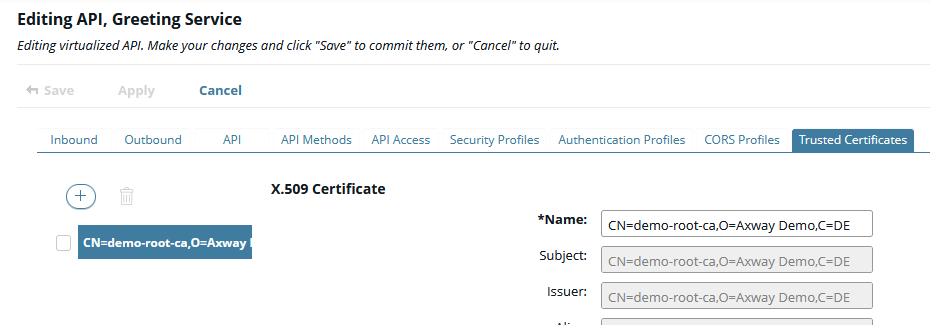 Editing API, Greeting Service
Editing virtualized API. Make your changes and click "Save" to commit them, or "Cancel" to quit.
Save Apply Cancel
Inbound Outbound API API Methods API Access Security Profiles Authentication Profiles CORS Profiles Trusted Certificates
X.509 Certificate
*Name: CN=demo-root-ca,O=Axway Demo,C=DE
CN=demo-root-ca,O=Axway
Subject: CN=demo-root-ca,O=Axway Demo,C=DE
Issuer: CN=demo-root-ca,O=Axway Demo,C=DE